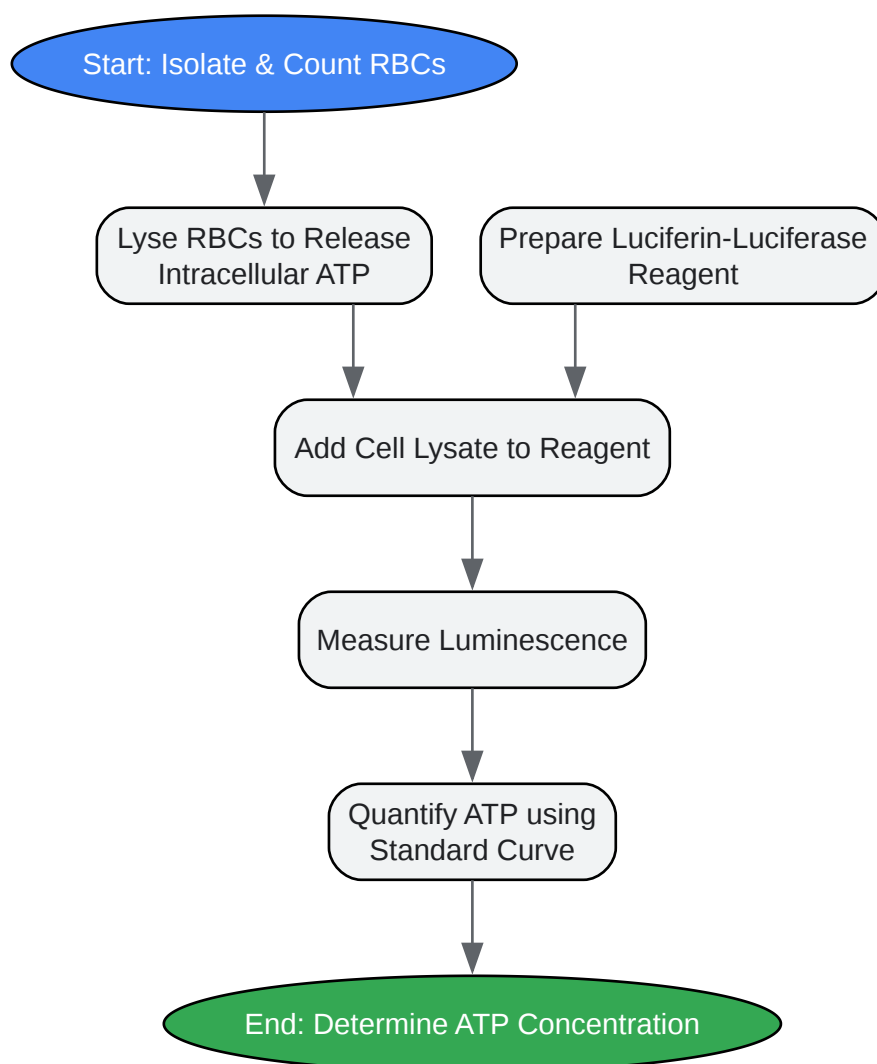 Start: Isolate & Count RBCs
Lyse RBCs to Release
Intracellular ATP
Prepare Luciferin-Luciferase
Reagent
Add Cell Lysate to Reagent
Measure Luminescence
Quantify ATP using
Standard Curve
End: Determine ATP Concentration